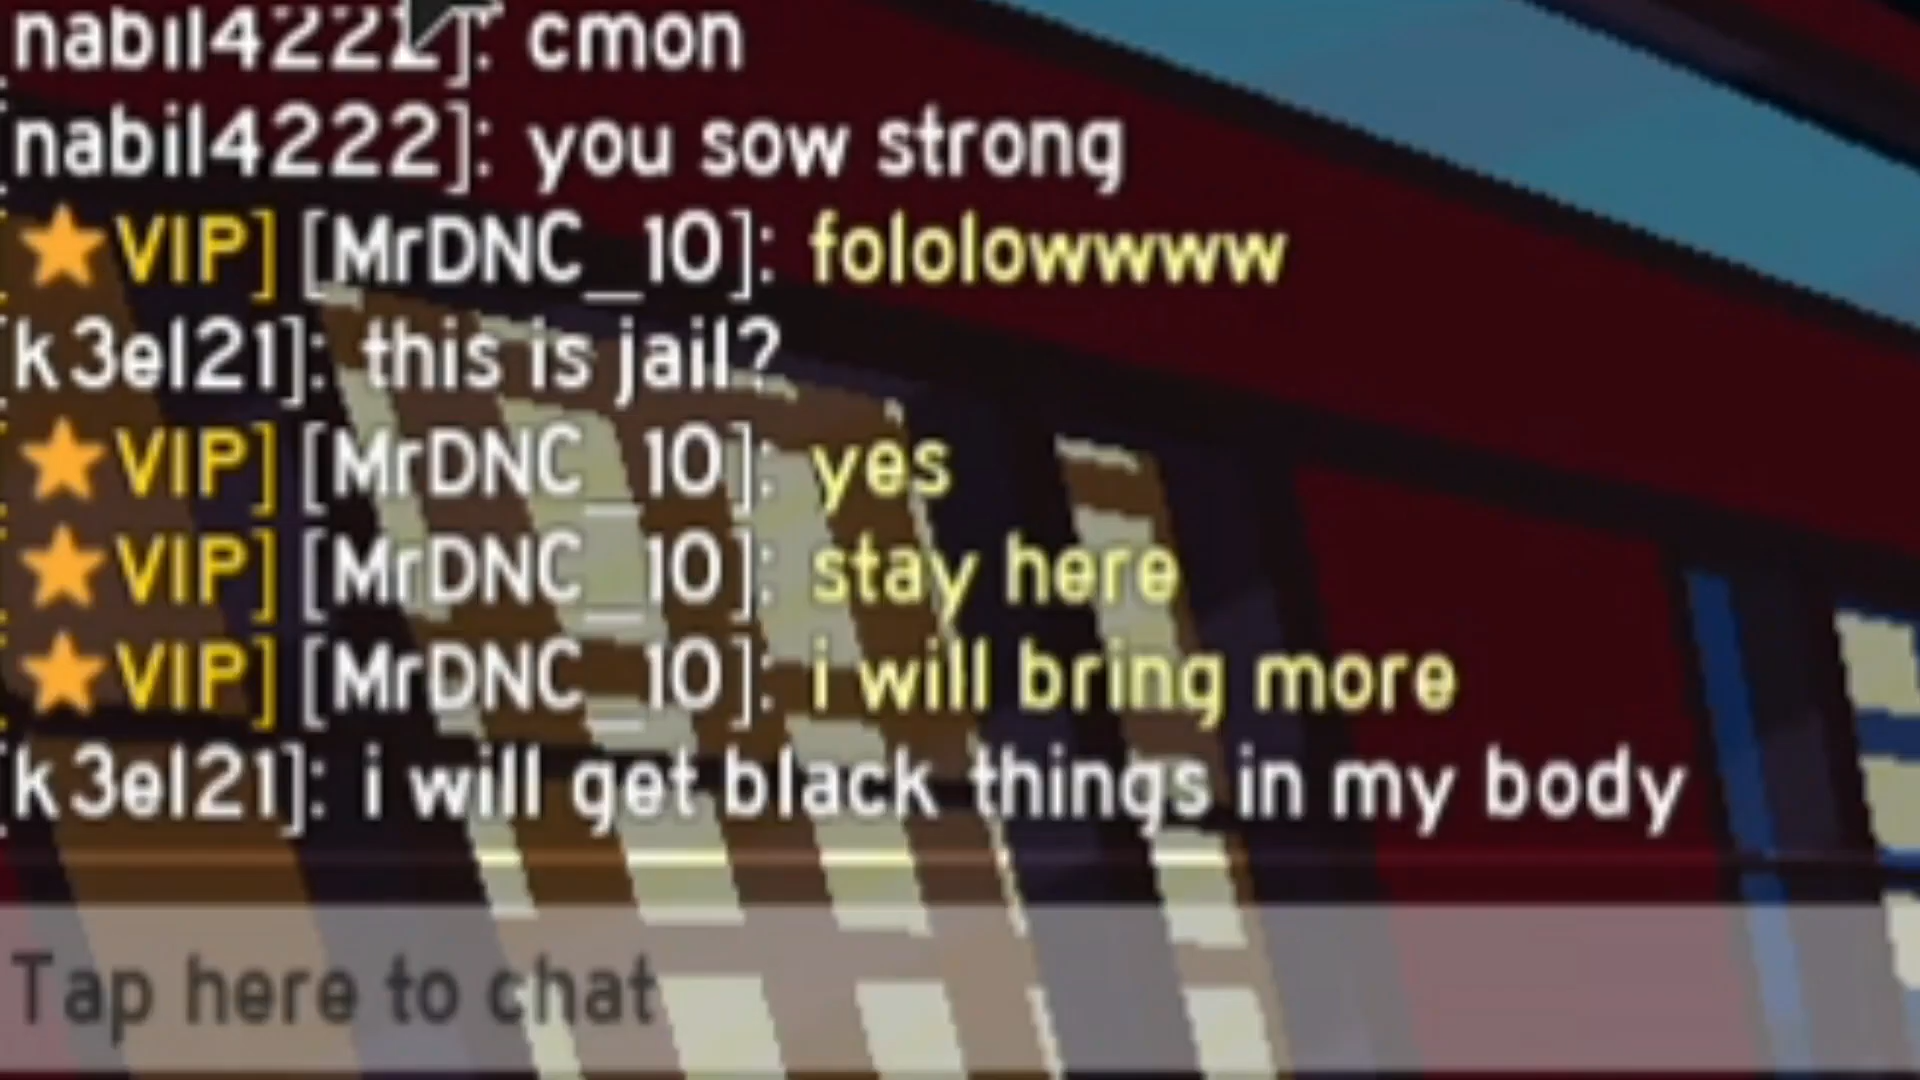 [nabil4222]: cmon
[nabil4222]: you sow strong
[⭐VIP] [MrDNC_10]: fololowwww
[k3el21]: this is jail?
[⭐VIP] [MrDNC_10]: yes
[⭐VIP] [MrDNC_10]: stay here
[⭐VIP] [MrDNC_10]: i will bring more
[k3el21]: i will get black things in my body
Tap here to chat